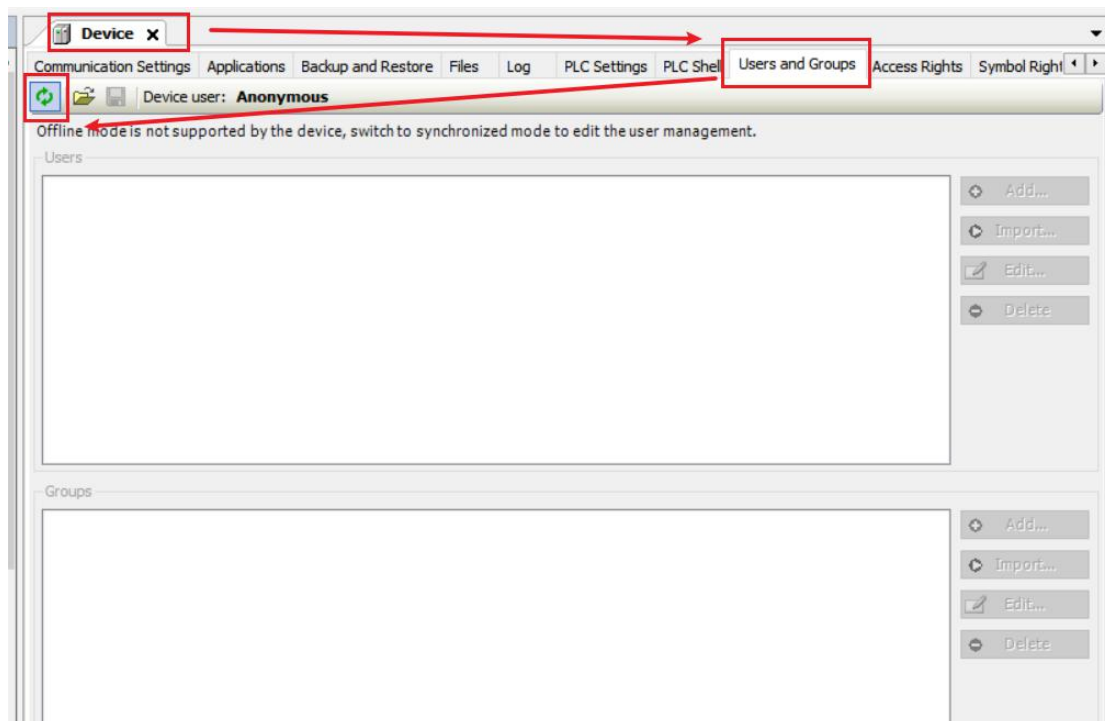 Device
Communication Settings Applications Backup and Restore Files Log PLC Settings PLC Shell Users and Groups Access Rights Symbol Right
Device user: Anonymous
Offline mode is not supported by the device, switch to synchronized mode to edit the user management.
Users
Add...
Import...
Edit...
Delete
Groups
Add...
Import...
Edit...
Delete